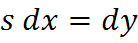 s dx = dy